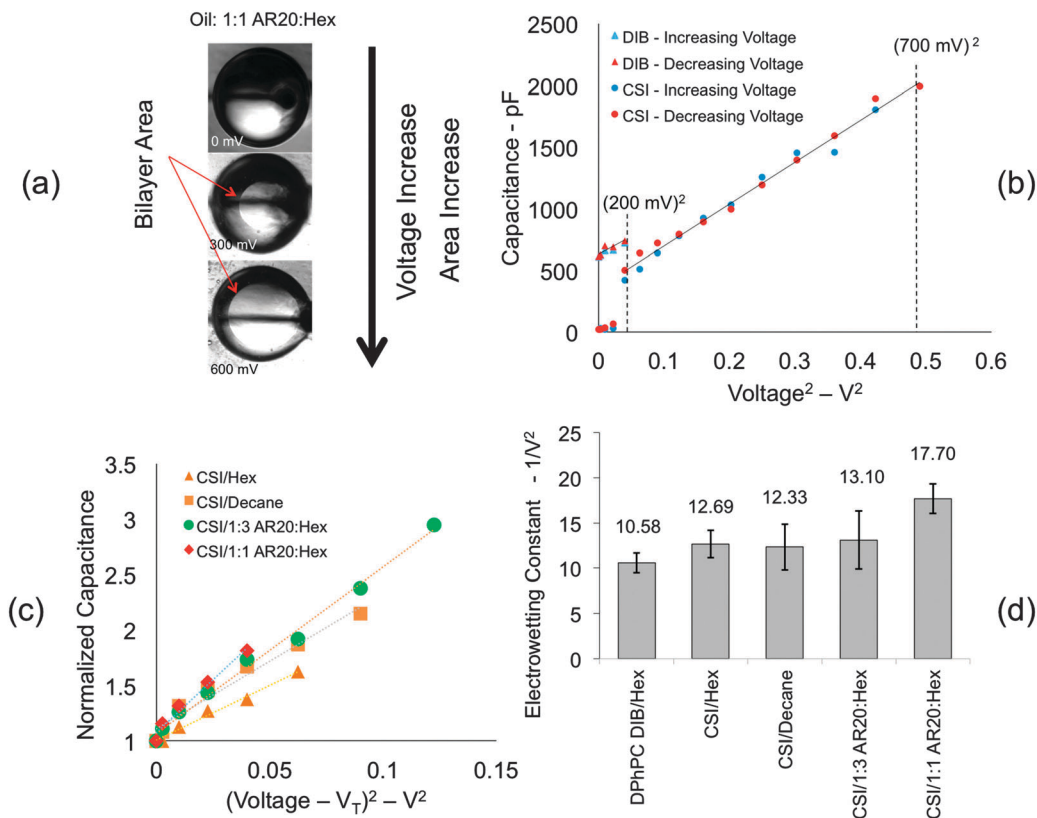 (a)
Oil: 1:1 AR20:Hex
Bilayer Area
0 mV
300 mV
600 mV
Voltage Increase
Area Increase
(b)
Capacitance - pF
2500
2000
1500
1000
500
0
DIB - Increasing Voltage
DIB - Decreasing Voltage
CSI - Increasing Voltage
CSI - Decreasing Voltage
(700 mV)²
(200 mV)²
0 0.1 0.2 0.3 0.4 0.5 0.6
Voltage² – V²
(c)
Normalized Capacitance
3.5
3
2.5
2
1.5
1
CSI/Hex
CSI/Decane
CSI/1:3 AR20:Hex
CSI/1:1 AR20:Hex
0 0.05 0.1 0.15
(Voltage – V_T)² – V²
(d)
Electrowetting Constant - 1/V²
25
20
15
10
5
0
10.58
12.69
12.33
13.10
17.70
DPhPC DIB/Hex
CSI/Hex
CSI/Decane
CSI/1:3 AR20:Hex
CSI/1:1 AR20:Hex